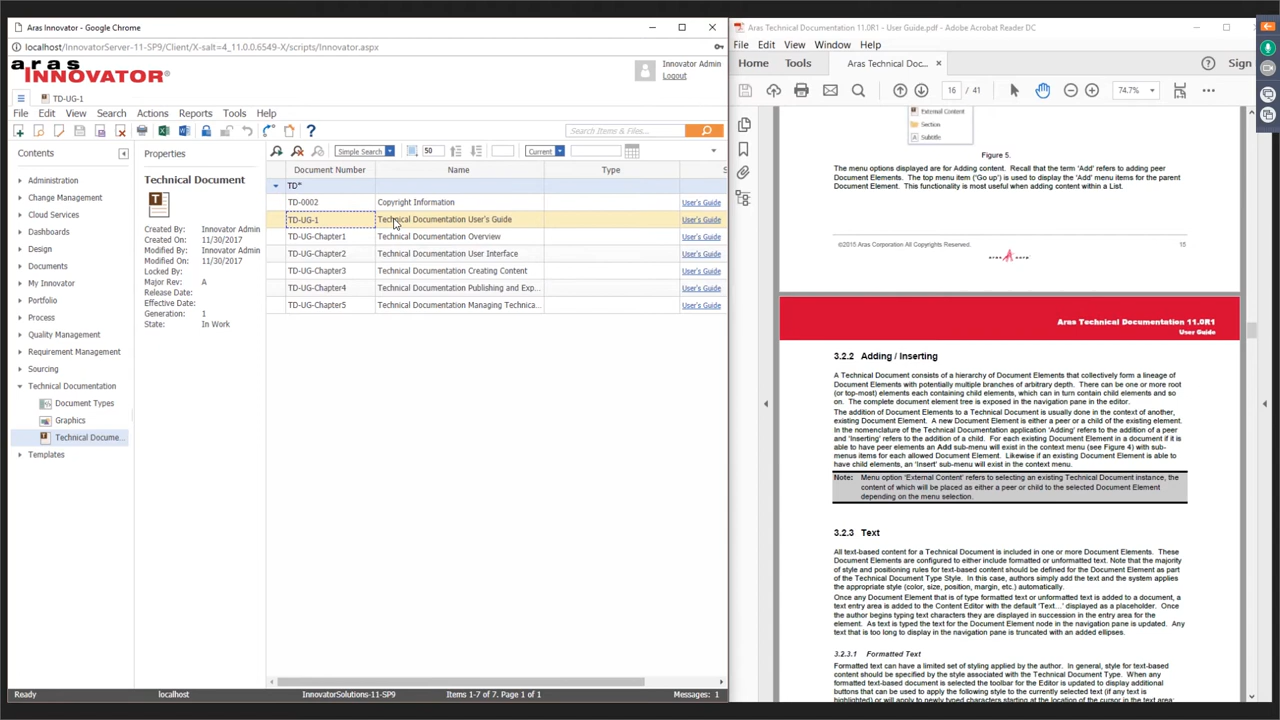 Aras Innovator - Google Chrome
localhost/InnovatorServer-11-SP9/Client/X-salt=4_11.0.0.6549-X/scripts/Innovator.aspx
aras
INNOVATOR®
Innovator Admin
Logout
TD-UG-1
File Edit View Search Actions Reports Tools Help
Search Items & Files...
Contents
Administration
Change Management
Cloud Services
Dashboards
Design
Documents
My Innovator
Portfolio
Process
Quality Management
Requirement Management
Sourcing
Technical Documentation
Document Types
Graphics
Technical Docume...
Templates
Properties
Technical Document
Created By: Innovator Admin
Created On: 11/30/2017
Modified By: Innovator Admin
Modified On: 11/30/2017
Locked By:
Major Rev: A
Release Date:
Effective Date:
Generation: 1
State: In Work
Simple Search 50 Current
Document Number Name Type S
TD*
TD-0002 Copyright Information User's Guide
TD-UG-1 Technical Documentation User's Guide User's Guide
TD-UG-Chapter1 Technical Documentation Overview User's Guide
TD-UG-Chapter2 Technical Documentation User Interface User's Guide
TD-UG-Chapter3 Technical Documentation Creating Content User's Guide
TD-UG-Chapter4 Technical Documentation Publishing and Exp... User's Guide
TD-UG-Chapter5 Technical Documentation Managing Technica... User's Guide
Ready localhost InnovatorSolutions-11-SP9 Items 1-7 of 7. Page 1 of 1 Messages: 1
Aras Technical Documentation 11.0R1 - User Guide.pdf - Adobe Acrobat Reader DC
File Edit View Window Help
Home Tools Aras Technical Doc... × Sign
16 / 41 74.7%
External Content
Section
Subtitle
Figure 5.
The menu options displayed are for Adding content. Recall that the term 'Add' refers to adding peer
Document Elements. The top menu item ('Go up') is used to display the 'Add' menu items for the parent
Document Element. This functionality is most useful when adding content within a List.
©2015 Aras Corporation All Copyrights Reserved. 15
Aras Technical Documentation 11.0R1
User Guide
3.2.2 Adding / Inserting
A Technical Document consists of a hierarchy of Document Elements that collectively form a lineage of
Document Elements with potentially multiple branches of arbitrary depth. There can be one or more root
(or top-most) elements each containing child elements, which can in turn contain child elements and so
on. The complete document element tree is exposed in the navigation pane in the editor.
The addition of Document Elements to a Technical Document is usually done in the context of another,
existing Document Element. A new Document Element is either a peer or a child of the existing element.
In the nomenclature of the Technical Documentation application 'Adding' refers to the addition of a peer
and 'Inserting' refers to the addition of a child. For each existing Document Element in a document if it is
able to have peer elements an Add sub-menu will exist in the context menu (see Figure 4) with sub-
menus items for each allowed Document Element. Likewise if an existing Document Element is able to
have child elements, an 'Insert' sub-menu will exist in the context menu.
Note: Menu option 'External Content' refers to selecting an existing Technical Document instance, the
content of which will be placed as either a peer or child to the selected Document Element
depending on the menu selection.
3.2.3 Text
All text-based content for a Technical Document is included in one or more Document Elements. These
Document Elements are configured to either include formatted or unformatted text. Note that the majority
of style and positioning rules for text-based content should be defined for the Document Element as part
of the Technical Document Type Style. In this case, authors simply add the text and the system applies
the appropriate style (color, size, position, margin, etc.) automatically.
Once any Document Element that is of type formatted text or unformatted text is added to a document, a
text entry area is added to the Content Editor with the default 'Text...' displayed as a placeholder. Once
the author begins typing text characters they are displayed in succession in the entry area for the
element. As text is typed the text for the Document Element node in the navigation pane is updated. Any
text that is too long to display in the navigation pane is truncated with an added ellipses.
3.2.3.1 Formatted Text
Formatted text can have a limited set of styling applied by the author. In general, style for text-based
content should be specified by the style associated with the Technical Document Type. When any
formatted text-based document is selected the toolbar for the Editor is updated to display additional
buttons that can be used to apply the following style to the currently selected text (if any text is
highlighted) or will apply to newly typed characters starting at the location of the cursor in the text area: